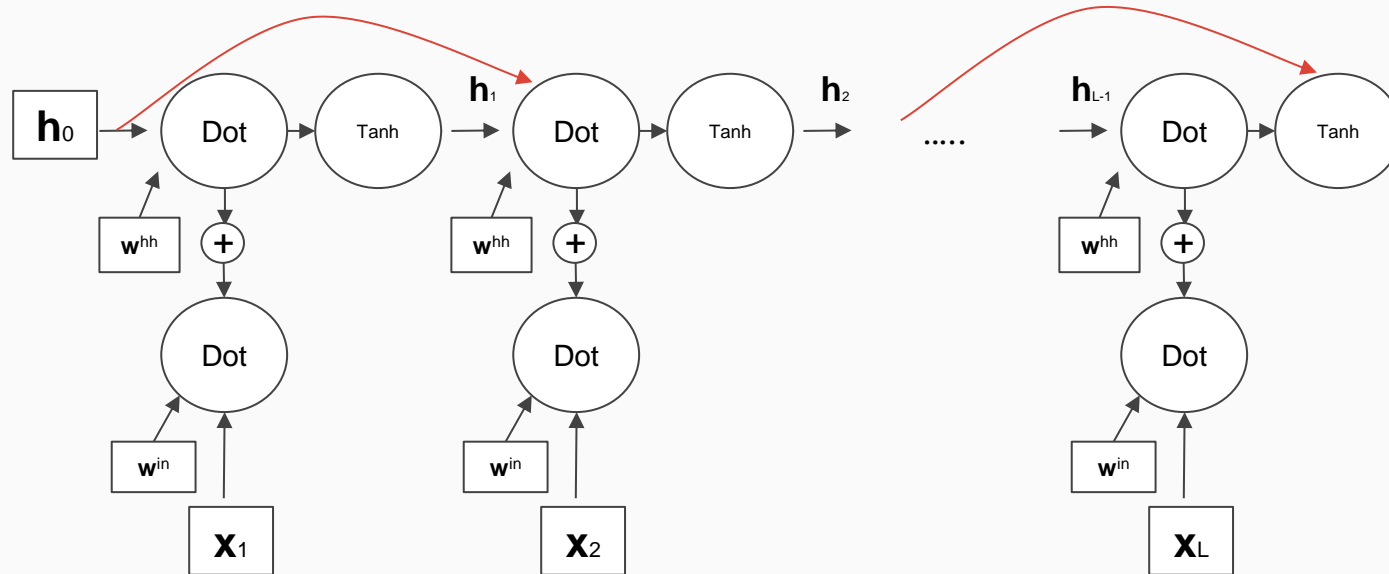 h₁ h₂ hL-1
h₀ Dot Tanh Dot Tanh ..... Dot Tanh
wʰʰ + wʰʰ + wʰʰ +
Dot Dot Dot
wⁱⁿ wⁱⁿ wⁱⁿ
x₁ x₂ xL